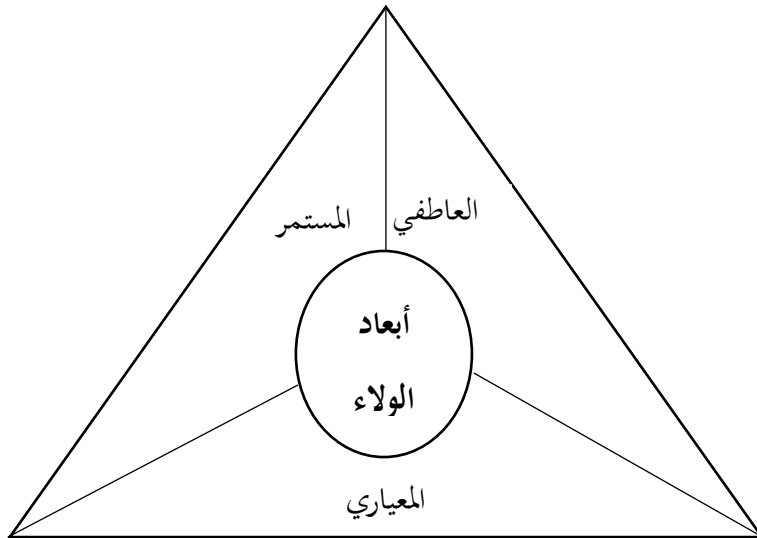 العاطفي
المستمر
أبعاد
الولاء
المعياري